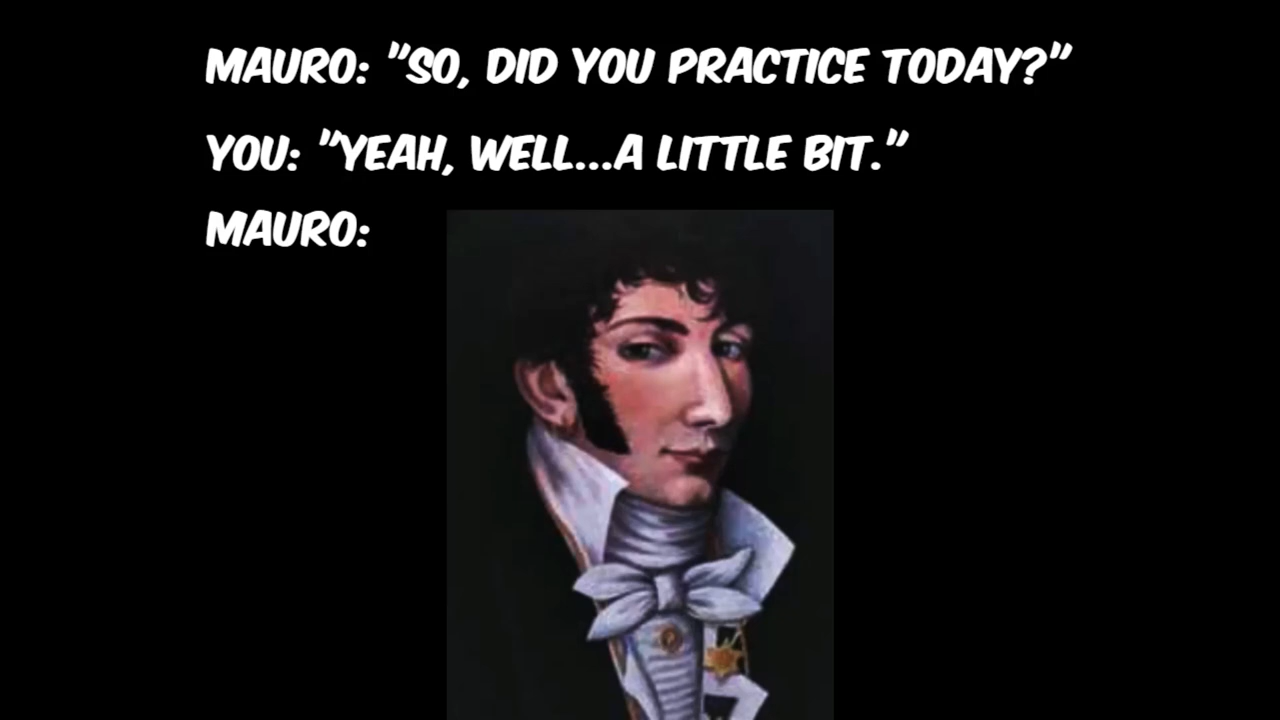 MAURO: "SO, DID YOU PRACTICE TODAY?"
YOU: "YEAH, WELL...A LITTLE BIT."
MAURO: